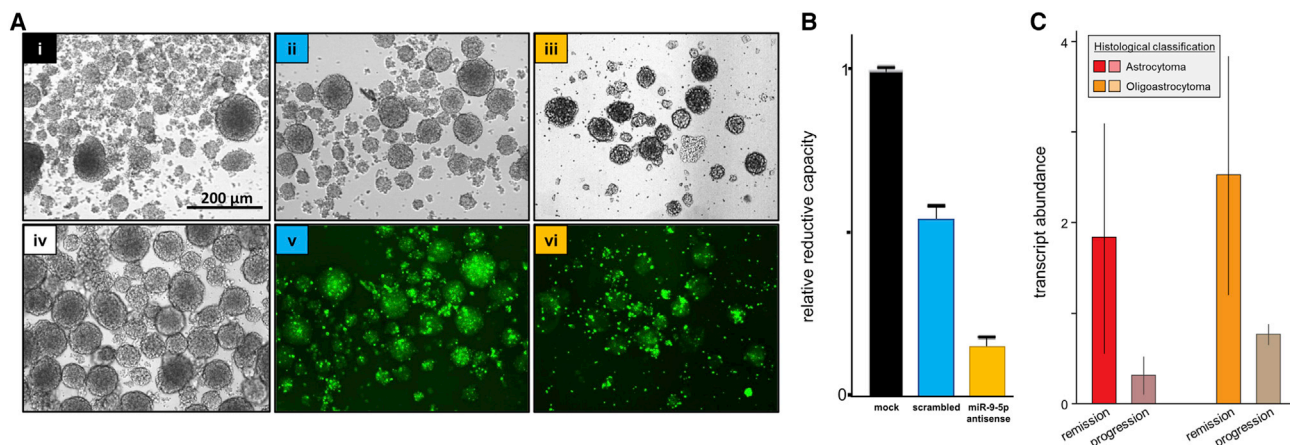 A
i
ii
iii
200 µm
iv
v
vi
B
relative reductive capacity
1
0
mock
scrambled
miR-9-5p
antisense
C
transcript abundance
4
2
0
Histological classification
Astrocytoma
Oligoastrocytoma
remission
progression
remission
progression